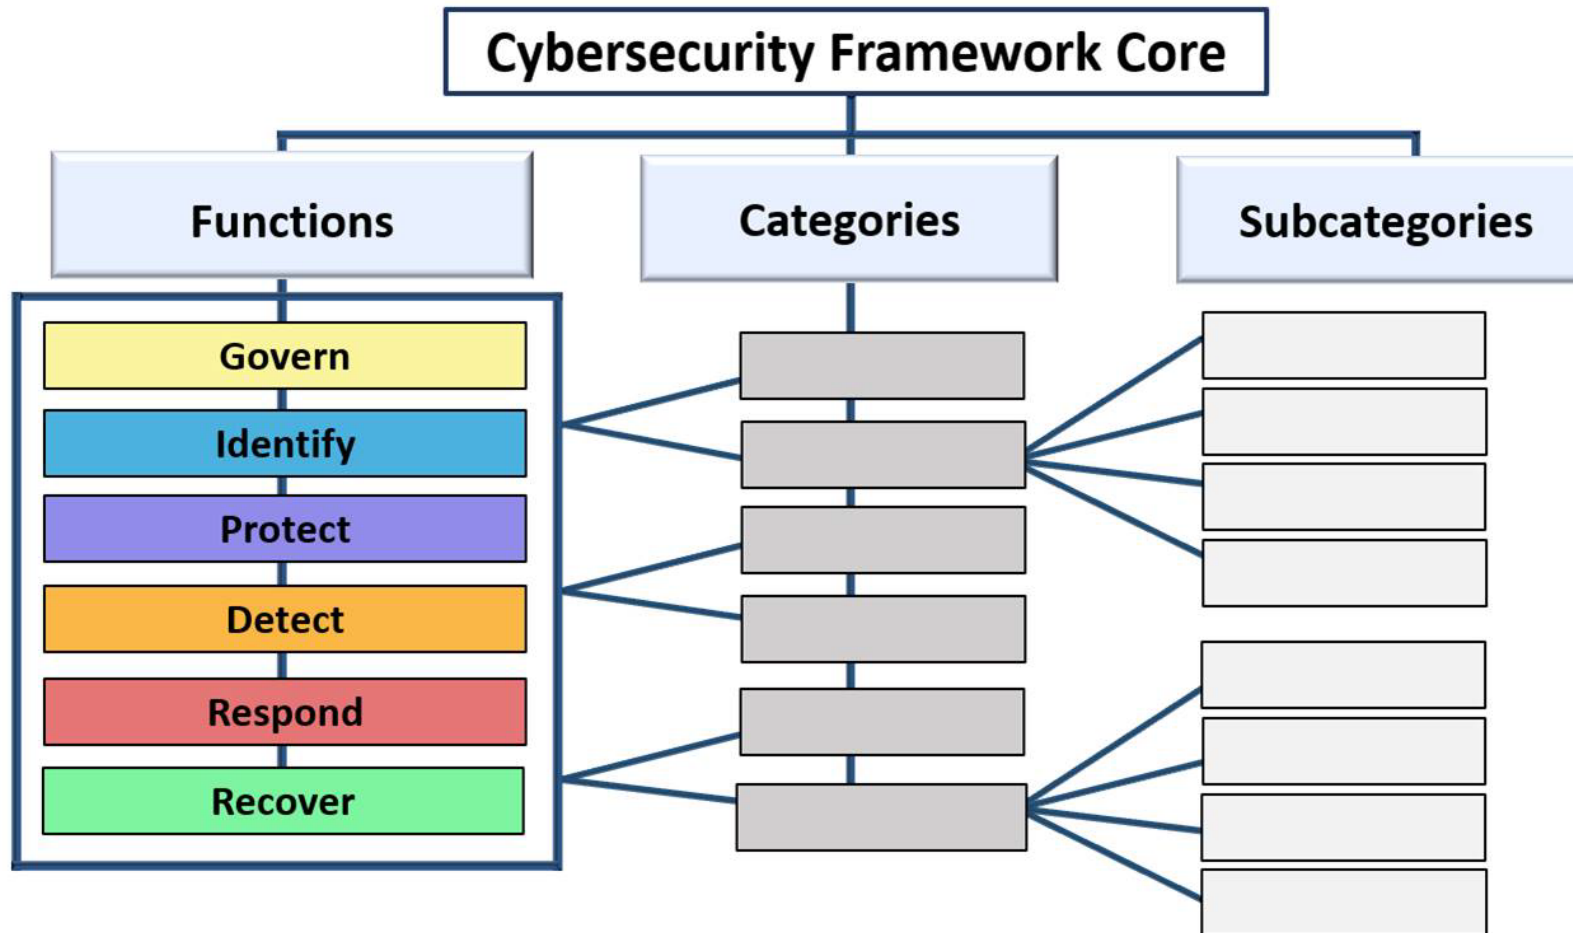 Cybersecurity Framework Core
Functions
Categories
Subcategories
Govern
Identify
Protect
Detect
Respond
Recover